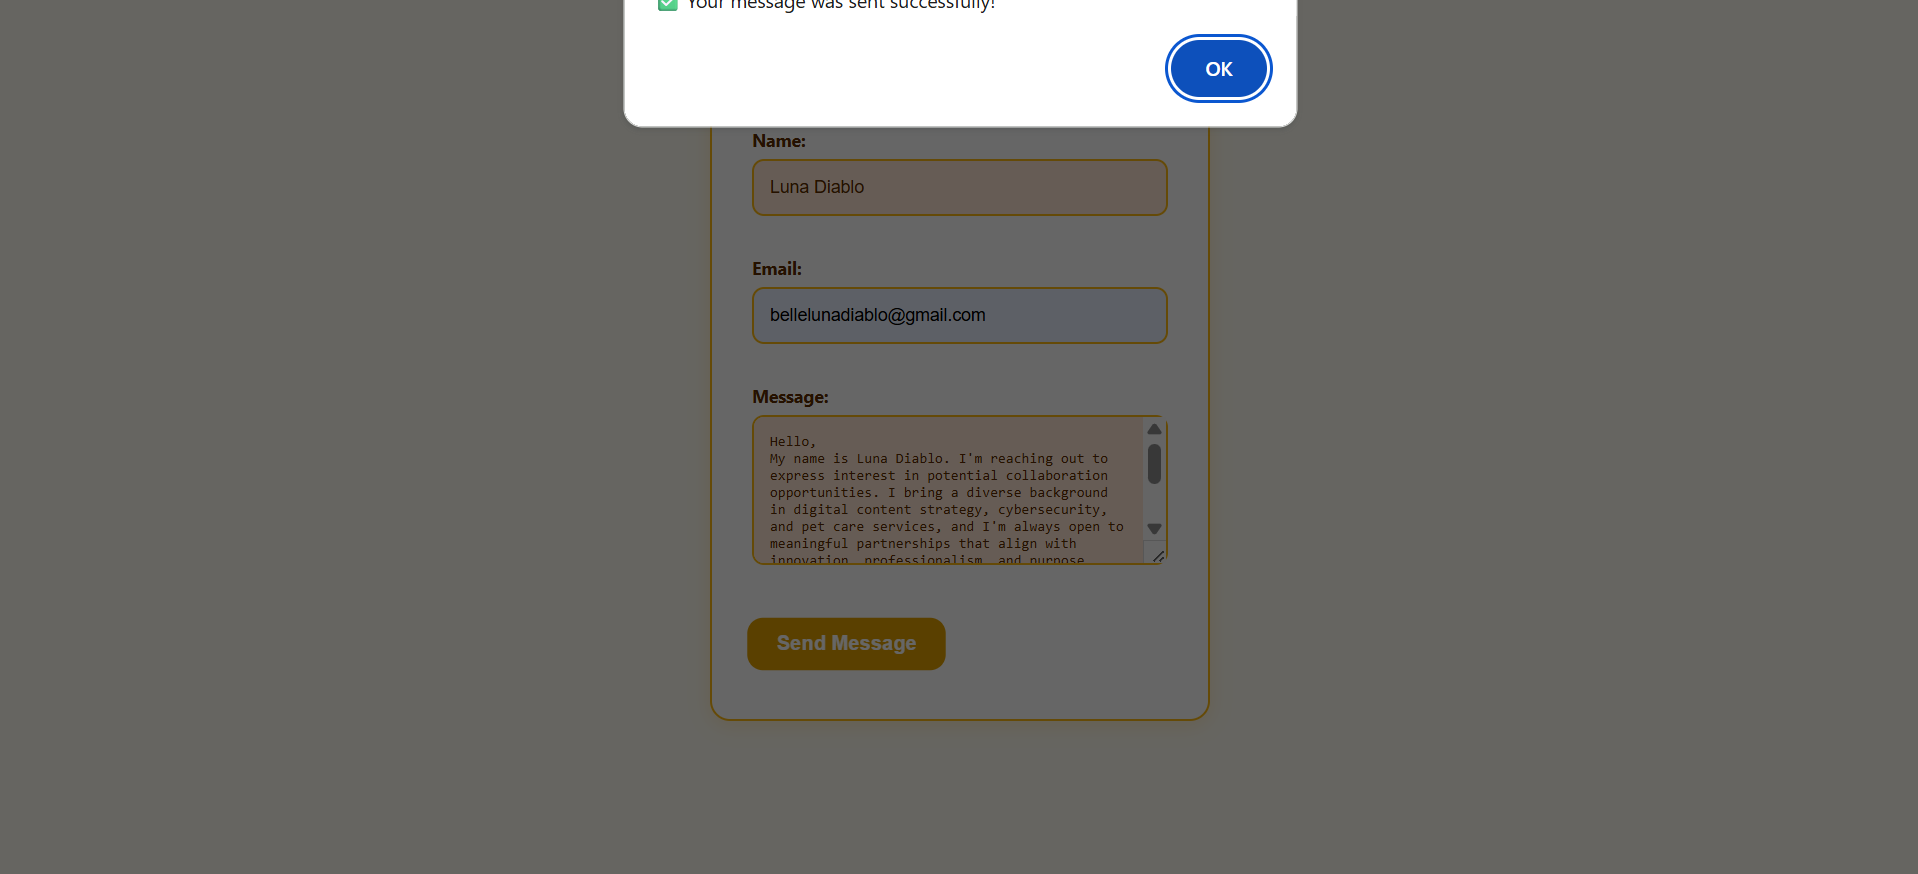 ✅ Your message was sent successfully!
OK
Name:
Luna Diablo
Email:
bellelunadiablo@gmail.com
Message:
Hello,
My name is Luna Diablo. I'm reaching out to
express interest in potential collaboration
opportunities. I bring a diverse background
in digital content strategy, cybersecurity,
and pet care services, and I'm always open to
meaningful partnerships that align with
innovation, professionalism, and purpose
Send Message